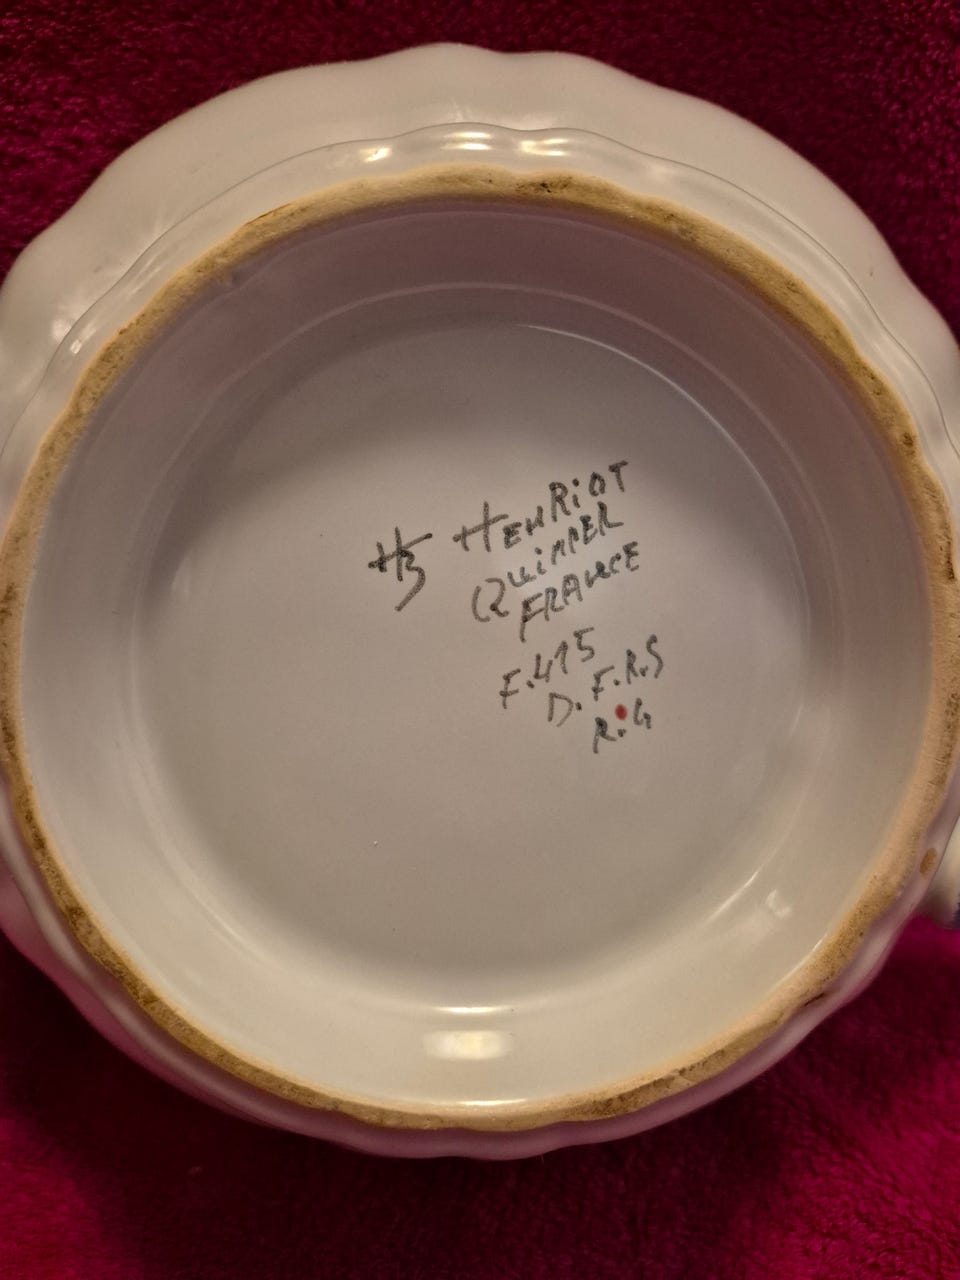 HB HENRIOT
QUIMPER
FRANCE
F.415
D. F.R.S
R.G